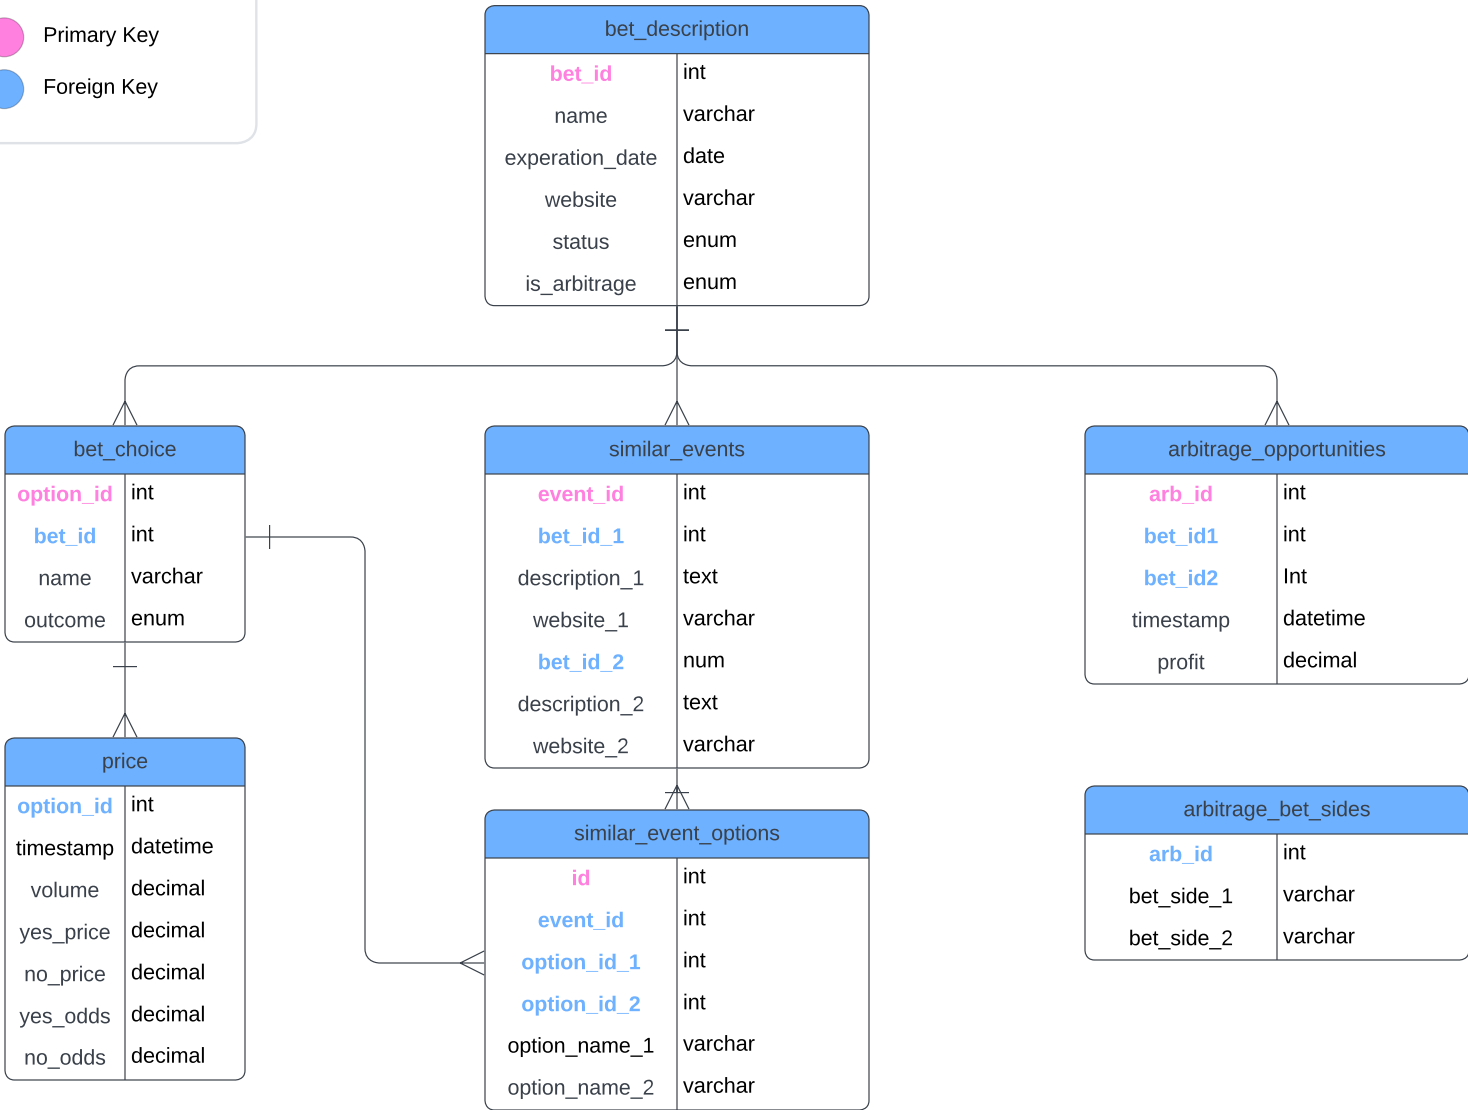 Primary Key
Foreign Key
bet_description
bet_id int
name varchar
experation_date date
website varchar
status enum
is_arbitrage enum
bet_choice
option_id int
bet_id int
name varchar
outcome enum
similar_events
event_id int
bet_id_1 int
description_1 text
website_1 varchar
bet_id_2 num
description_2 text
website_2 varchar
arbitrage_opportunities
arb_id int
bet_id1 int
bet_id2 Int
timestamp datetime
profit decimal
price
option_id int
timestamp datetime
volume decimal
yes_price decimal
no_price decimal
yes_odds decimal
no_odds decimal
similar_event_options
id int
event_id int
option_id_1 int
option_id_2 int
option_name_1 varchar
option_name_2 varchar
arbitrage_bet_sides
arb_id int
bet_side_1 varchar
bet_side_2 varchar